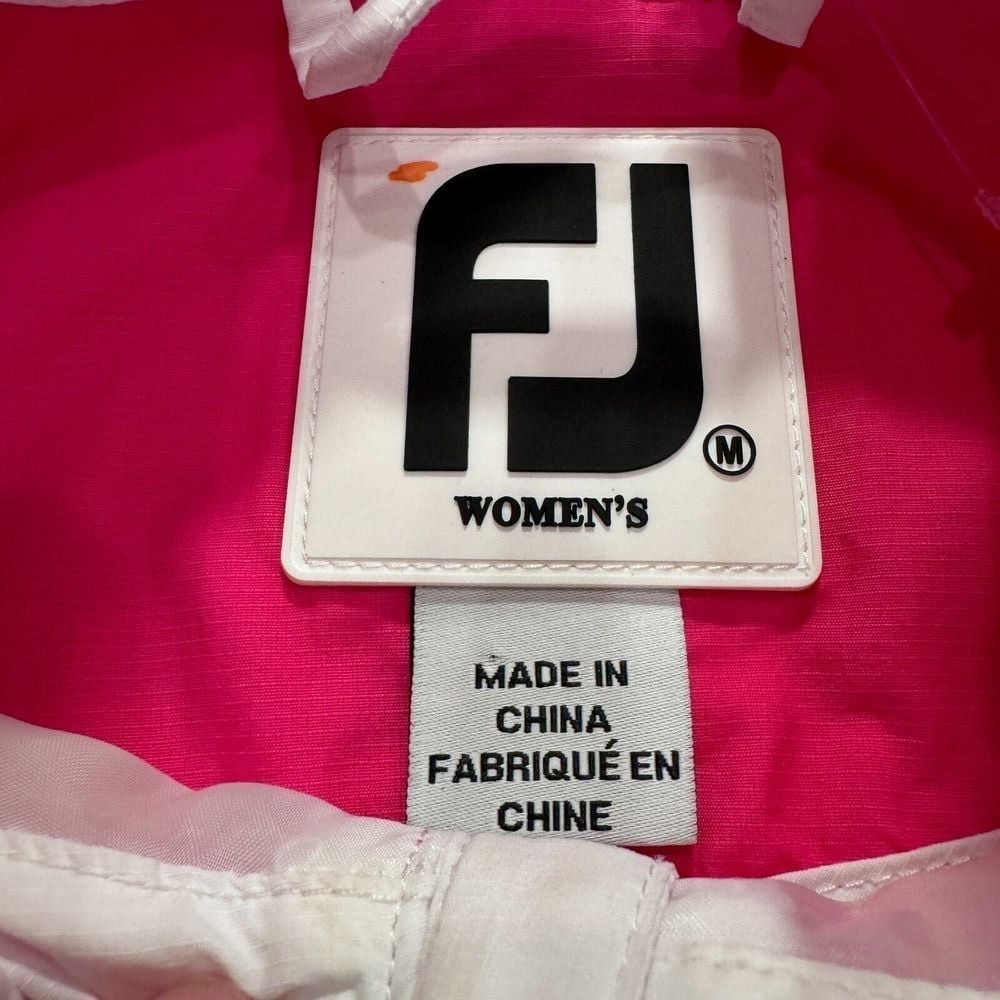 FJ
M
WOMEN'S
MADE IN
CHINA
FABRIQUÉ EN
CHINE